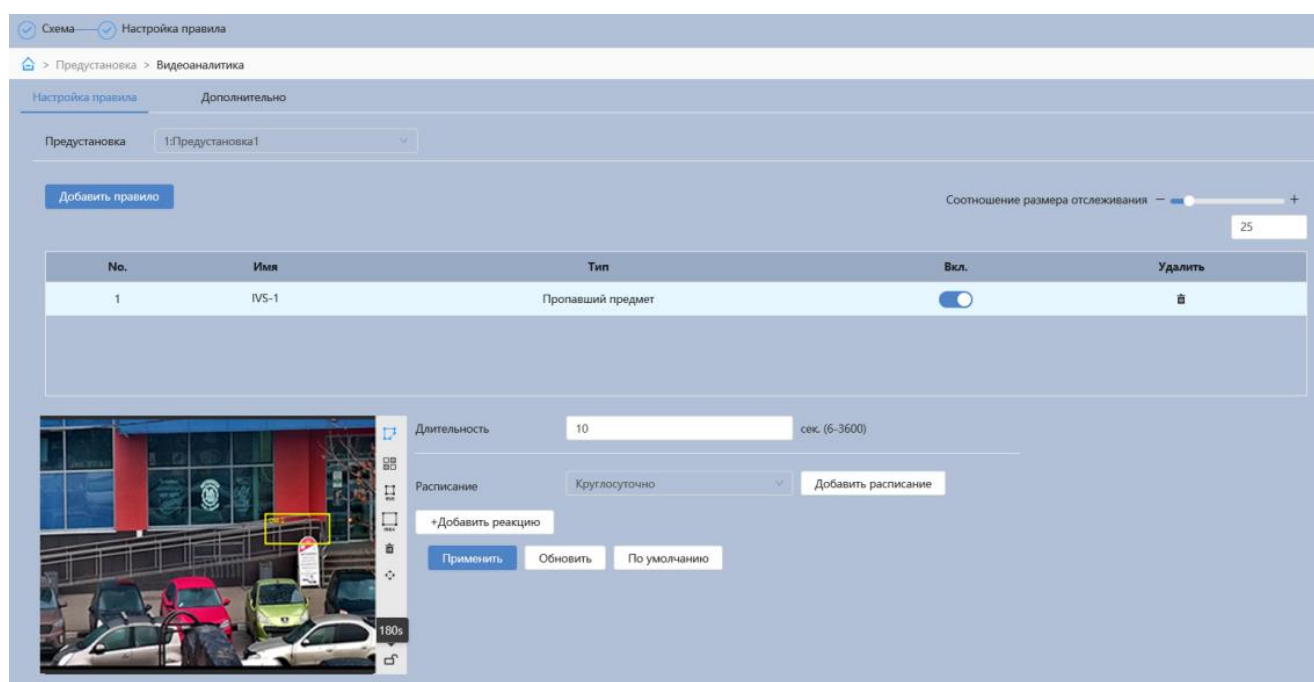 Схема Настройка правила
> Предустановка > Видеоаналитика
Настройка правила Дополнительно
Предустановка 1:Предустановка1
Добавить правило
Соотношение размера отслеживания − +
25
No. Имя Тип Вкл. Удалить
1 IVS-1 Пропавший предмет
Длительность 10 сек. (6-3600)
Расписание Круглосуточно Добавить расписание
+Добавить реакцию
Применить Обновить По умолчанию
180s